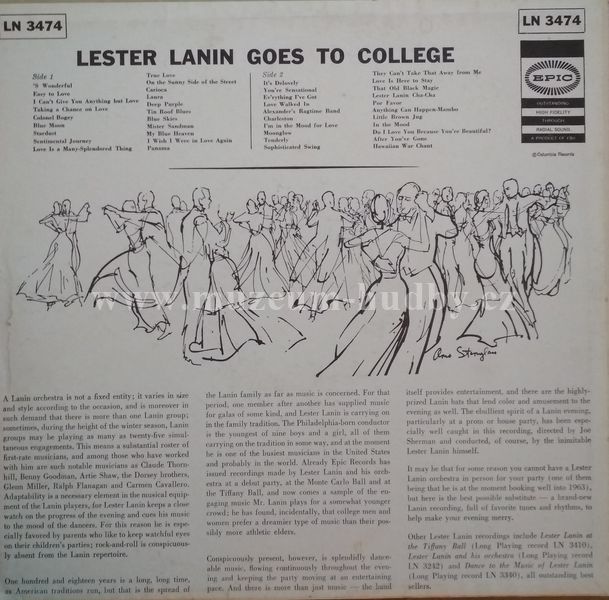 LN 3474
LN 3474
LESTER LANIN GOES TO COLLEGE
Side 1
'S Wonderful
Easy to Love
I Can't Give You Anything but Love
Taking a Chance on Love
Colonel Bogey
Blue Moon
Stardust
Sentimental Journey
Love Is a Many-Splendored Thing
True Love
On the Sunny Side of the Street
Carioca
Laura
Deep Purple
Tin Roof Blues
Blue Skies
Mister Sandman
My Blue Heaven
I Wish I Were in Love Again
Panama
Side 2
It's Delovely
You're Sensational
Ev'rything I've Got
Love Walked In
Alexander's Ragtime Band
Charleston
I'm in the Mood for Love
Moonglow
Tenderly
Sophisticated Swing
They Can't Take That Away from Me
Love Is Here to Stay
That Old Black Magic
Lester Lanin Cha-Cha
Por Favor
Anything Can Happen-Mambo
Little Brown Jug
In the Mood
Do I Love You Because You're Beautiful?
After You've Gone
Hawaiian War Chant
EPIC
OUTSTANDING
HIGH FIDELITY
THROUGH
RADIAL SOUND
A PRODUCT OF CBS
©Columbia Records
www.muzeum-hudby.cz
A Lanin orchestra is not a fixed entity; it varies in size
and style according to the occasion, and is moreover in
such demand that there is more than one Lanin group;
sometimes, during the height of the winter season, Lanin
groups may be playing as many as twenty-five simul-
taneous engagements. This means a substantial roster of
first-rate musicians, and among those who have worked
with him are such notable musicians as Claude Thorn-
hill, Benny Goodman, Artie Shaw, the Dorsey brothers,
Glenn Miller, Ralph Flanagan and Carmen Cavallero.
Adaptability is a necessary element in the musical equip-
ment of the Lanin players, for Lester Lanin keeps a close
watch on the progress of the evening and cues his music
to the mood of the dancers. For this reason he is espe-
cially favored by parents who like to keep watchful eyes
on their children's parties; rock-and-roll is conspicuous-
ly absent from the Lanin repertoire.
One hundred and eighteen years is a long, long time,
as American traditions run, but that is the spread of
the Lanin family as far as music is concerned. For that
period, one member after another has supplied music
for galas of some kind, and Lester Lanin is carrying on
in the family tradition. The Philadelphia-born conductor
is the youngest of nine boys and a girl, all of them
carrying on the tradition in some way, and at the moment
he is one of the busiest musicians in the United States
and probably in the world. Already Epic Records has
issued recordings made by Lester Lanin and his orch-
estra at a debut party, at the Monte Carlo Ball and at
the Tiffany Ball, and now comes a sample of the en-
gaging music Mr. Lanin plays for a somewhat younger
crowd; he has found, incidentally, that college men and
women prefer a dreamier type of music than their pos-
sibly more athletic elders.
Conspicuously present, however, is splendidly dance-
able music, flowing continuously throughout the even-
ing and keeping the party moving at an entertaining
pace. And there is more than just music — the band
itself provides entertainment, and there are the highly-
prized Lanin hats that lend color and amusement to the
evening as well. The ebullient spirit of a Lanin evening,
particularly at a prom or house party, has been espe-
cially well caught in this recording, directed by Joe
Sherman and conducted, of course, by the inimitable
Lester Lanin himself.
It may be that for some reason you cannot have a Lester
Lanin orchestra in person for your party (one of them
being that he is at the moment booking well into 1963),
but here is the best possible substitute — a brand-new
Lanin recording, full of favorite tunes and rhythms, to
help make your evening merry.
Other Lester Lanin recordings include Lester Lanin at
the Tiffany Ball (Long Playing record LN 3410),
Lester Lanin and his orchestra (Long Playing record
LN 3242) and Dance to the Music of Lester Lanin
(Long Playing record LN 3340), all outstanding best
sellers.